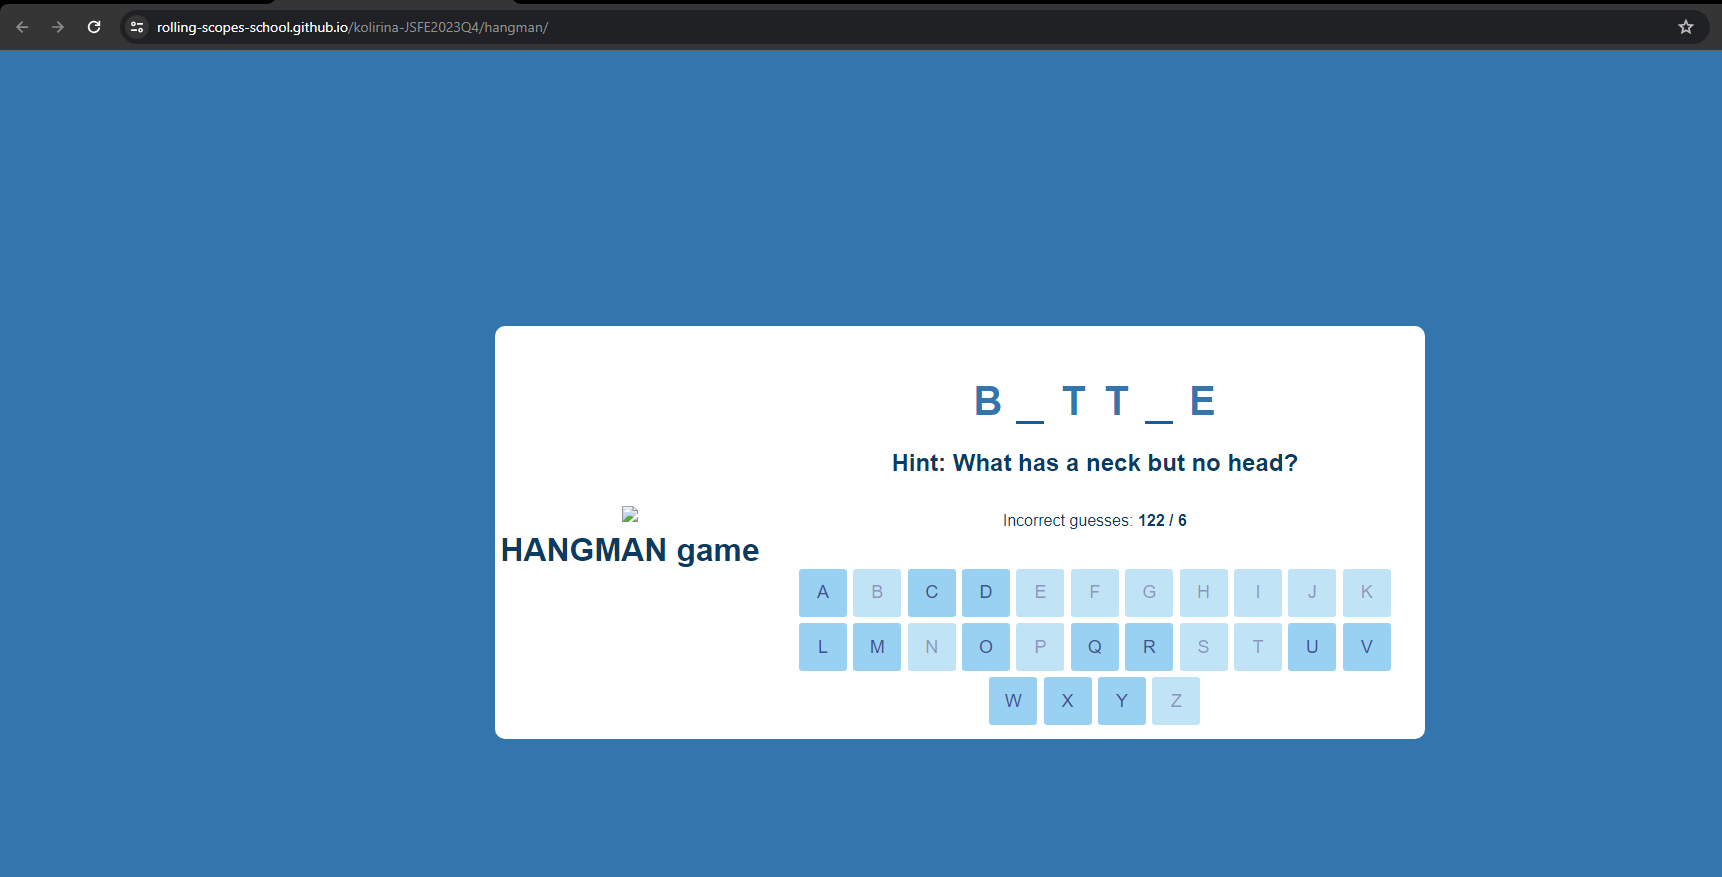 rolling-scopes-school.github.io/kolirina-JSFE2023Q4/hangman/
B _ T T _ E
Hint: What has a neck but no head?
Incorrect guesses: 122 / 6
HANGMAN game
A B C D E F G H I J K
L M N O P Q R S T U V
W X Y Z